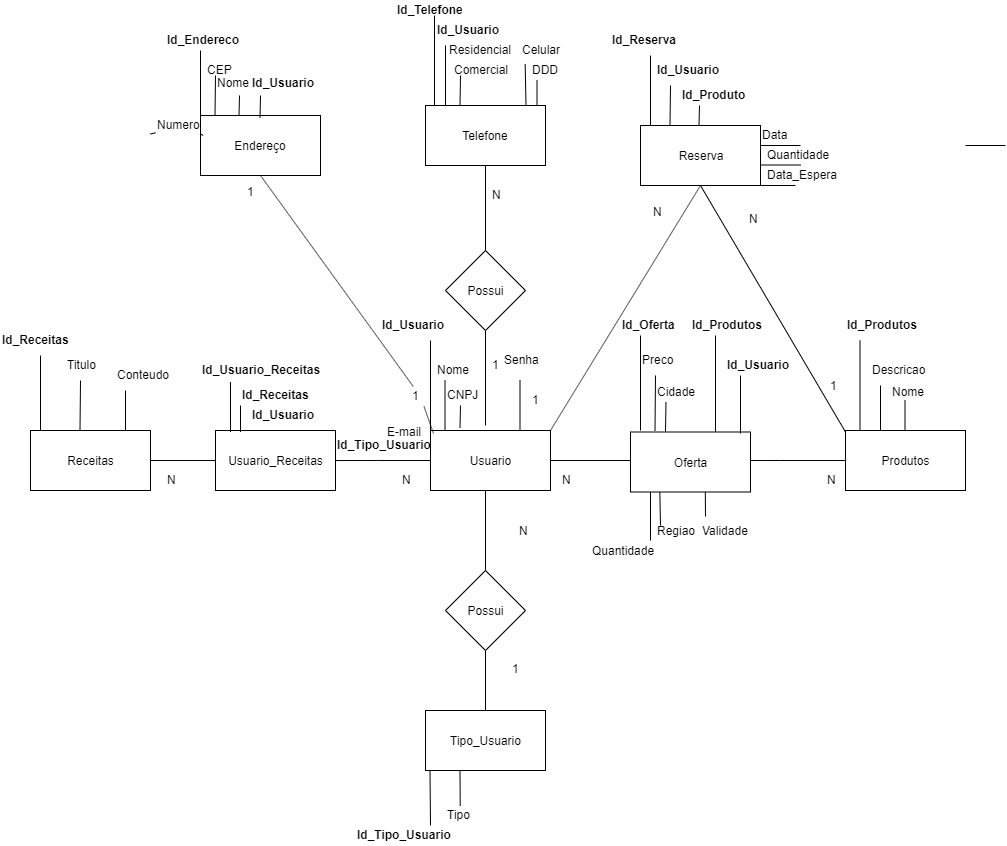 Id_Telefone
Id_Usuario
Residencial
Celular
Comercial
DDD
Telefone
Id_Endereco
CEP
Nome
Id_Usuario
Numero
Endereço
Id_Reserva
Id_Usuario
Id_Produto
Data
Quantidade
Data_Espera
Reserva
1
N
N
N
Possui
Id_Receitas
Titulo
Conteudo
Receitas
Id_Usuario_Receitas
Id_Receitas
Id_Usuario
Usuario_Receitas
Id_Usuario
Nome
CNPJ
1
Senha
1
1
E-mail
Id_Tipo_Usuario
Usuario
Id_Oferta
Id_Produtos
Preco
Id_Usuario
Cidade
Oferta
Id_Produtos
Descricao
Nome
1
Produtos
N
N
N
N
Regiao
Validade
Quantidade
N
Possui
1
Tipo_Usuario
Tipo
Id_Tipo_Usuario